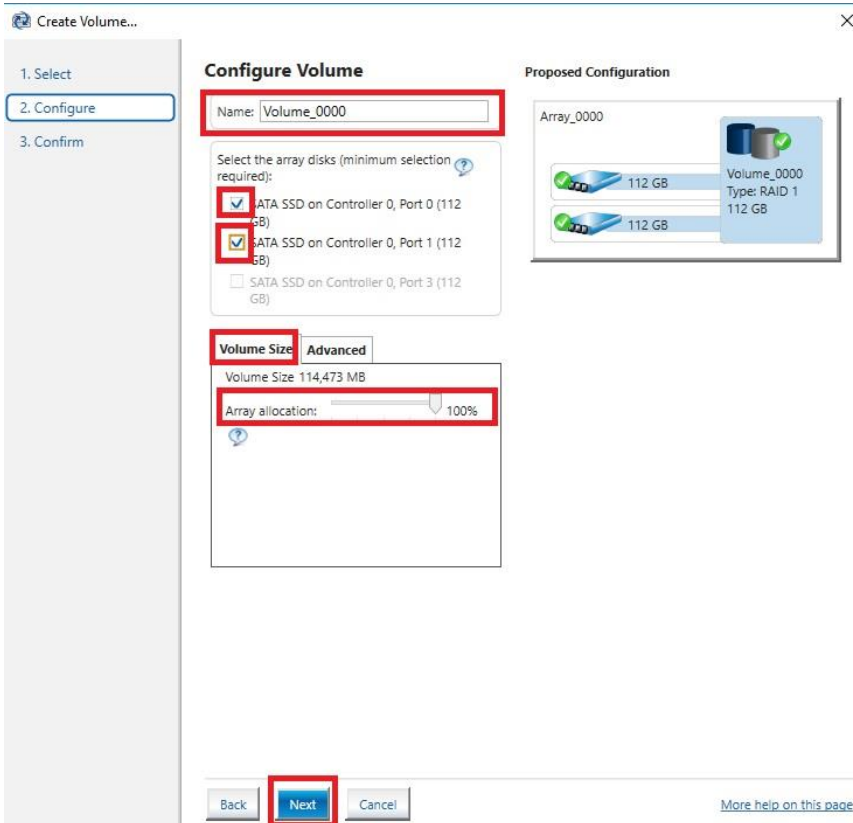 Create Volume...
1. Select
2. Configure
3. Confirm
Configure Volume
Name: Volume_0000
Select the array disks (minimum selection
required):
SATA SSD on Controller 0, Port 0 (112
GB)
SATA SSD on Controller 0, Port 1 (112
GB)
SATA SSD on Controller 0, Port 3 (112
GB)
Volume Size
Advanced
Volume Size 114,473 MB
Array allocation:
100%
Proposed Configuration
Array_0000
112 GB
112 GB
Volume_0000
Type: RAID 1
112 GB
Back
Next
Cancel
More help on this page